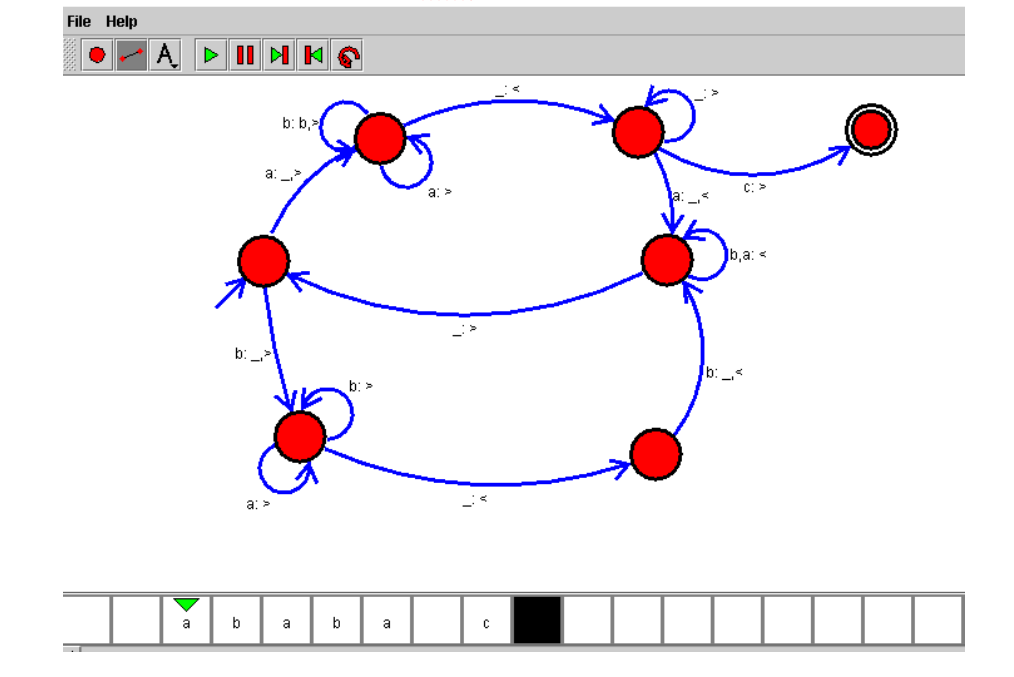 File Help
A
_: <
_: >
b: b,>
a: _,>
a: >
a: _,<
c: >
b,a: <
_: >
b: _,>
b: >
b: _,<
a: >
_: <
a b a b a c